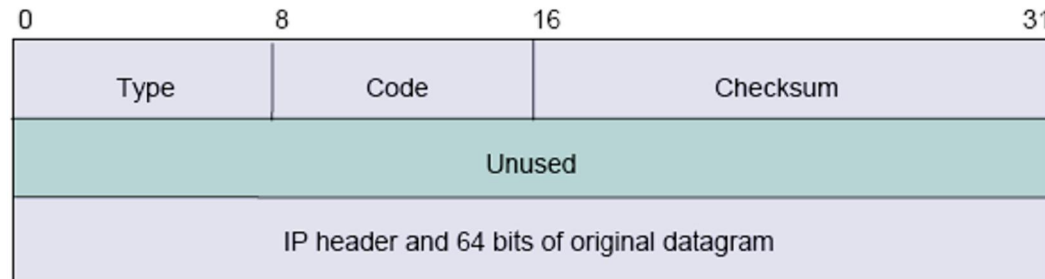 0 8 16 31
Type Code Checksum
Unused
IP header and 64 bits of original datagram